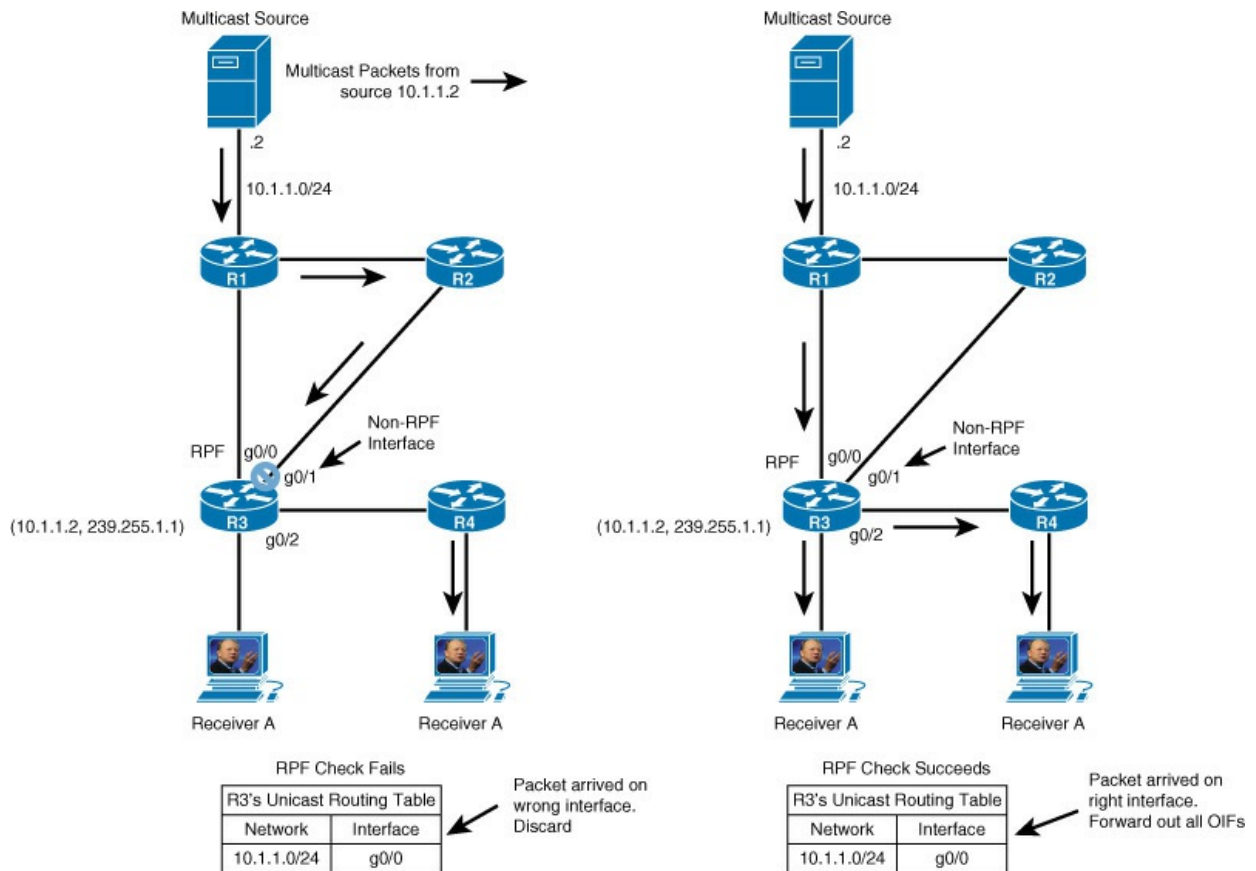 Multicast Source
Multicast Packets from
source 10.1.1.2
.2
10.1.1.0/24
R1
R2
Non-RPF
Interface
RPF
g0/0
g0/1
R3
R4
(10.1.1.2, 239.255.1.1)
g0/2
Receiver A
Receiver A
RPF Check Fails
R3's Unicast Routing Table
Network
Interface
10.1.1.0/24
g0/0
Packet arrived on
wrong interface.
Discard
Multicast Source
.2
10.1.1.0/24
R1
R2
Non-RPF
Interface
RPF
g0/0
g0/1
R3
R4
(10.1.1.2, 239.255.1.1)
g0/2
Receiver A
Receiver A
RPF Check Succeeds
R3's Unicast Routing Table
Network
Interface
10.1.1.0/24
g0/0
Packet arrived on
right interface.
Forward out all OIFs